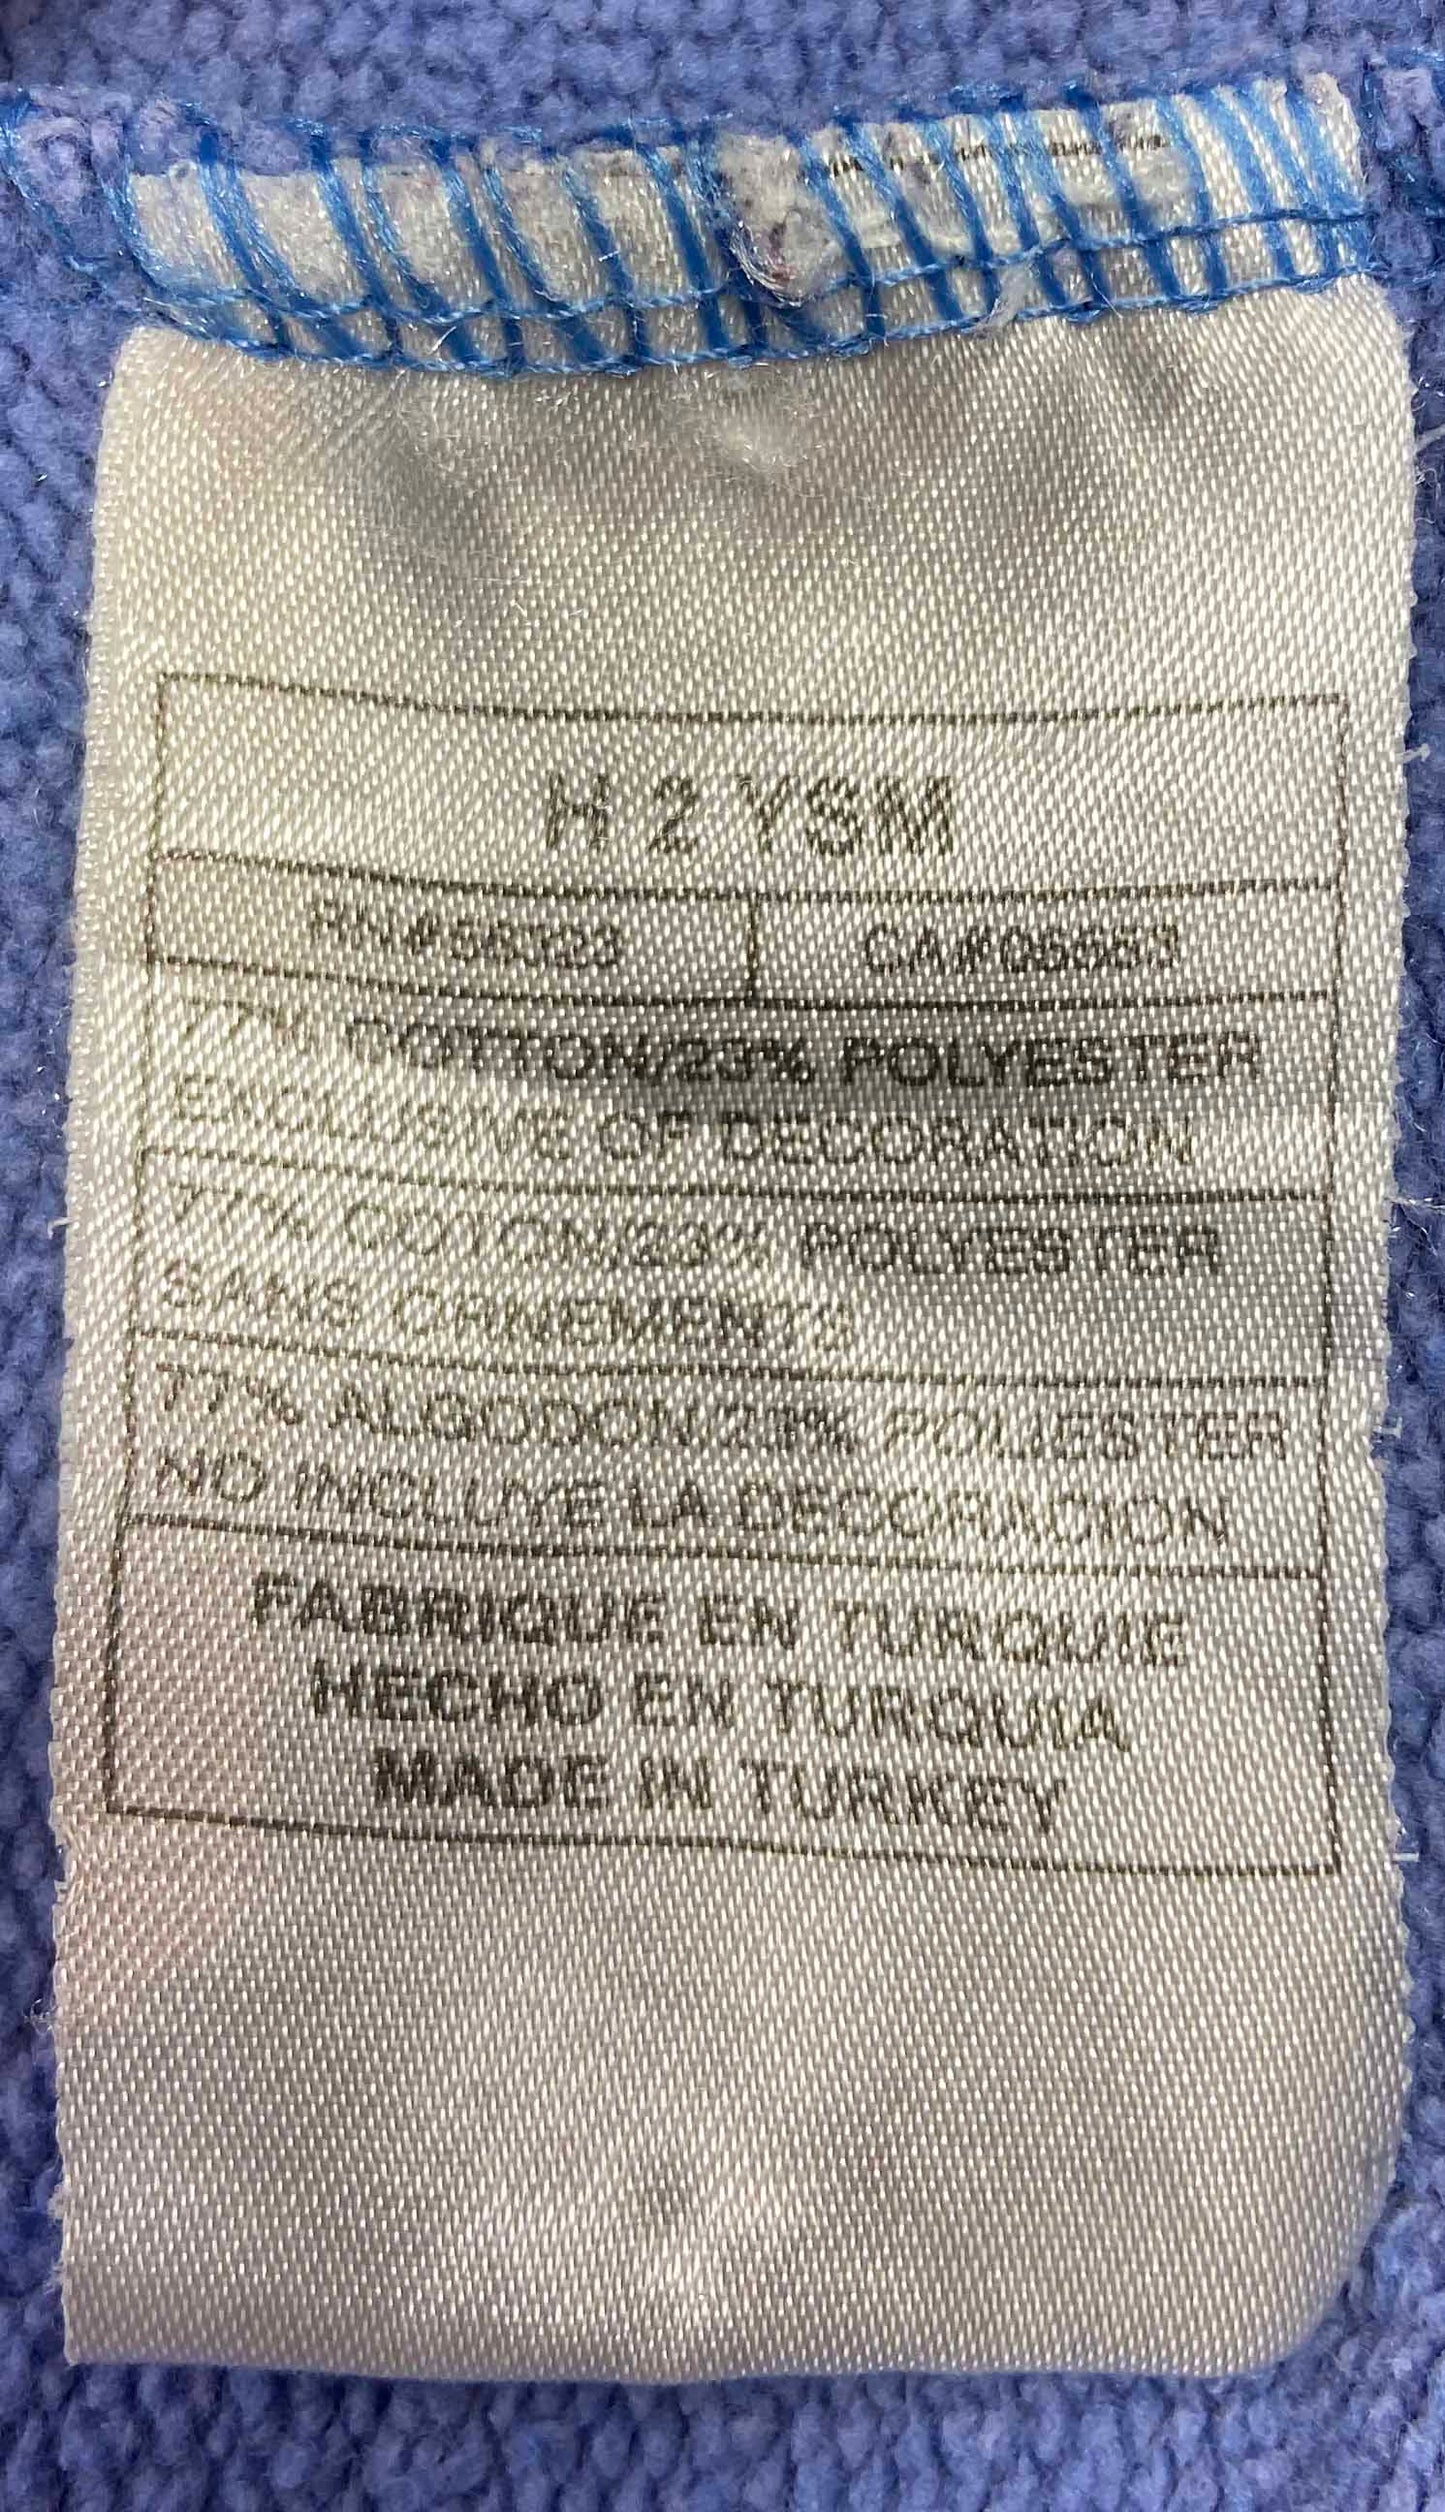 H 2 YSM
RN#56323 CA#05553
77% COTTON/23% POLYESTER
EXCLUSIVE OF DECORATION
77% COTON/23% POLYESTER
SANS ORNEMENTS
77% ALGODON/23% POLIESTER
NO INCLUYE LA DECORACION
FABRIQUE EN TURQUIE
HECHO EN TURQUIA
MADE IN TURKEY